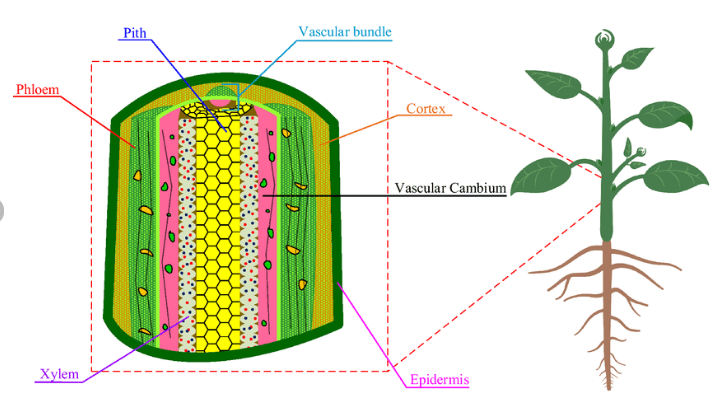 Pith
Vascular bundle
Phloem
Cortex
Vascular Cambium
Xylem
Epidermis